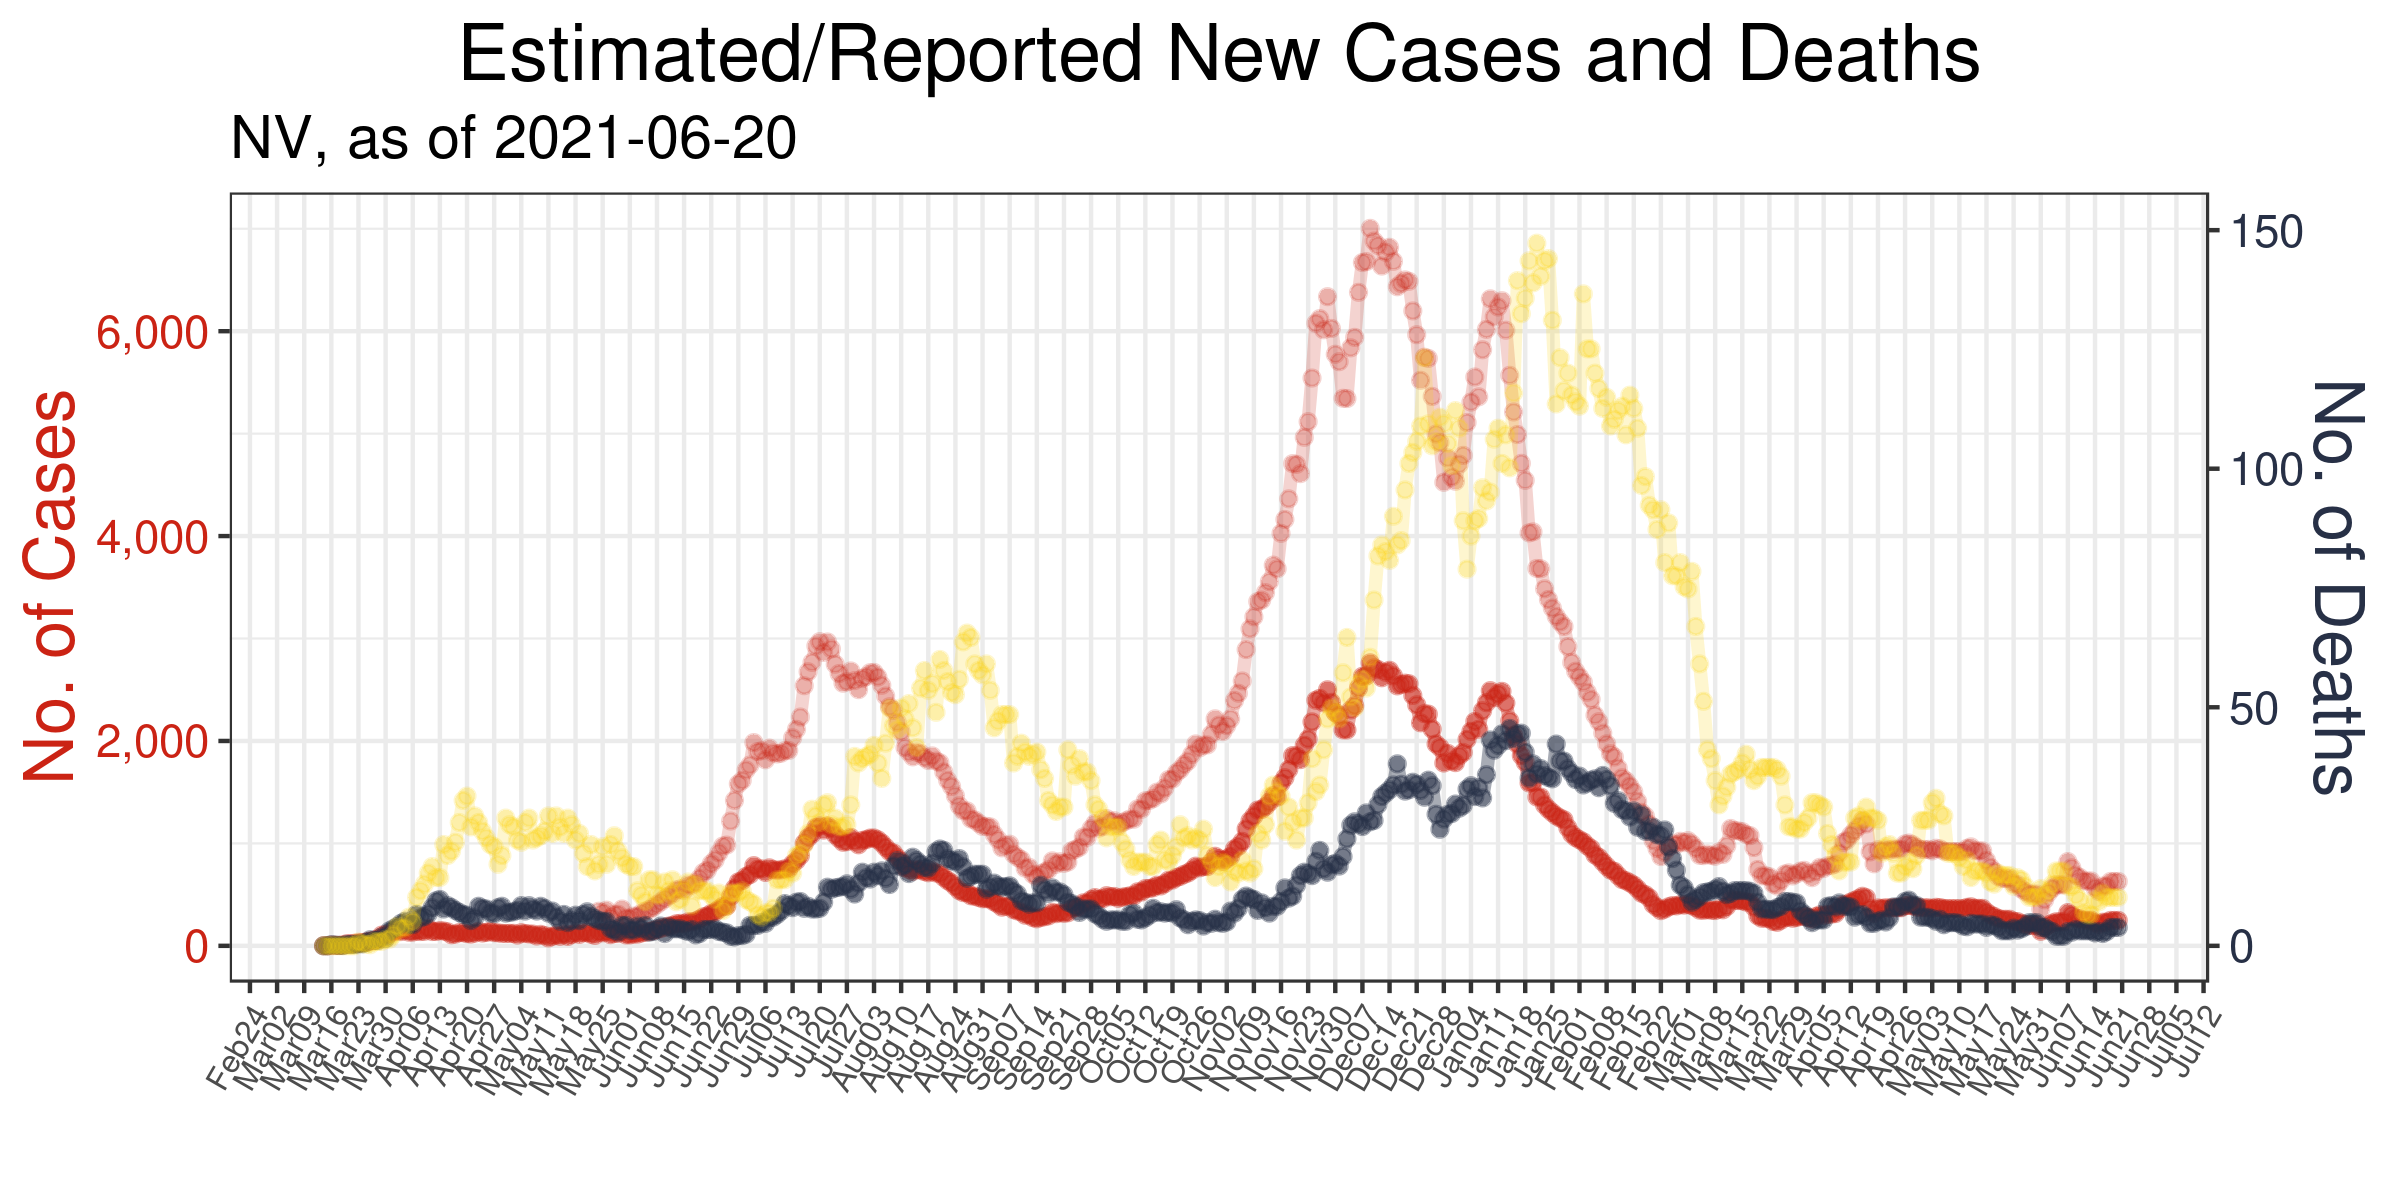 Estimated/Reported New Cases and Deaths
NV, as of 2021-06-20
No. of Cases
6,000
4,000
2,000
0
150
100
50
0
No. of Deaths
Feb24
Mar02
Mar09
Mar16
Mar23
Mar30
Apr06
Apr13
Apr20
Apr27
May04
May11
May18
May25
Jun01
Jun08
Jun15
Jun22
Jun29
Jul06
Jul13
Jul20
Jul27
Aug03
Aug10
Aug17
Aug24
Aug31
Sep07
Sep14
Sep21
Sep28
Oct05
Oct12
Oct19
Oct26
Nov02
Nov09
Nov16
Nov23
Nov30
Dec07
Dec14
Dec21
Dec28
Jan04
Jan11
Jan18
Jan25
Feb01
Feb08
Feb15
Feb22
Mar01
Mar08
Mar15
Mar22
Mar29
Apr05
Apr12
Apr19
Apr26
May03
May10
May17
May24
May31
Jun07
Jun14
Jun21
Jun28
Jul05
Jul12